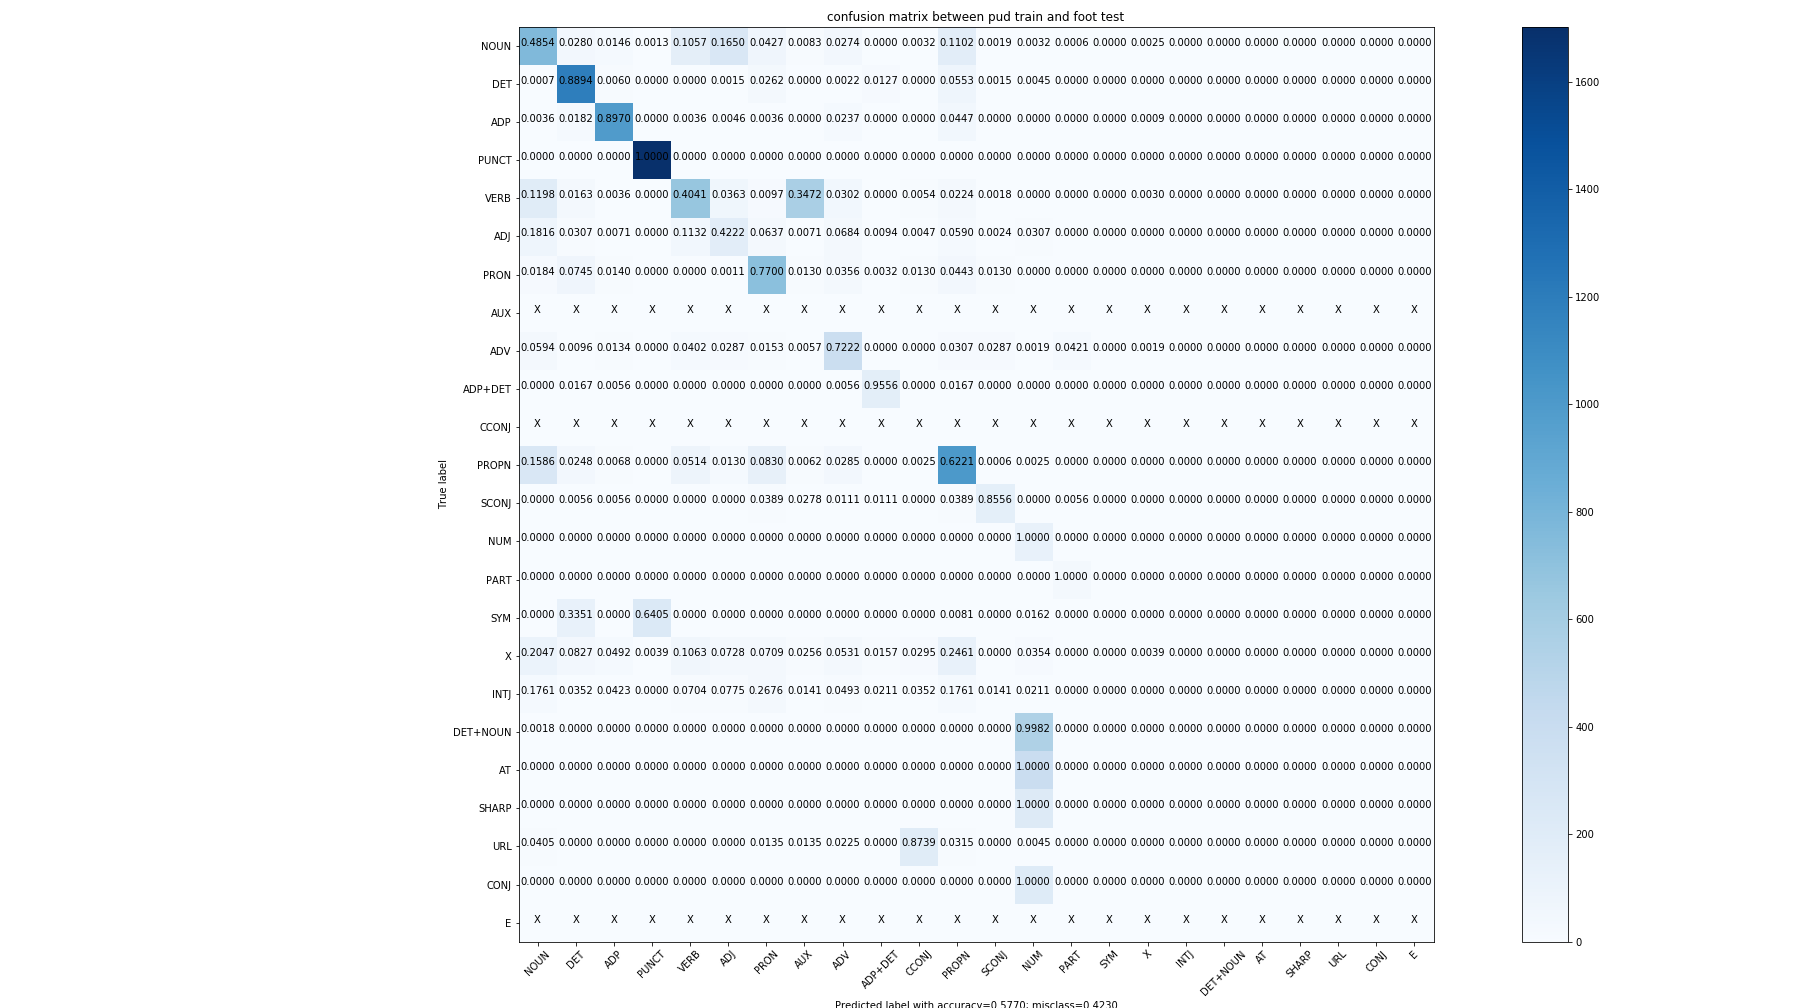 confusion matrix between pud train and foot test
NOUN 0.4854 0.0280 0.0146 0.0013 0.1057 0.1650 0.0427 0.0083 0.0274 0.0000 0.0032 0.1102 0.0019 0.0032 0.0006 0.0000 0.0025 0.0000 0.0000 0.0000 0.0000 0.0000 0.0000 0.0000
DET 0.0007 0.8894 0.0060 0.0000 0.0000 0.0015 0.0262 0.0000 0.0022 0.0127 0.0000 0.0553 0.0015 0.0045 0.0000 0.0000 0.0000 0.0000 0.0000 0.0000 0.0000 0.0000 0.0000 0.0000
ADP 0.0036 0.0182 0.8970 0.0000 0.0036 0.0046 0.0036 0.0000 0.0237 0.0000 0.0000 0.0447 0.0000 0.0000 0.0009 0.0000 0.0000 0.0000 0.0000 0.0000 0.0000 0.0000 0.0000 0.0000
PUNCT 0.0000 0.0000 0.0000 1.0000 0.0000 0.0000 0.0000 0.0000 0.0000 0.0000 0.0000 0.0000 0.0000 0.0000 0.0000 0.0000 0.0000 0.0000 0.0000 0.0000 0.0000 0.0000 0.0000 0.0000
VERB 0.1198 0.0163 0.0036 0.0000 0.4041 0.0363 0.0097 0.3472 0.0302 0.0000 0.0054 0.0224 0.0018 0.0000 0.0000 0.0000 0.0030 0.0000 0.0000 0.0000 0.0000 0.0000 0.0000 0.0000
ADJ 0.1816 0.0307 0.0071 0.0000 0.1132 0.4222 0.0637 0.0071 0.0684 0.0094 0.0047 0.0590 0.0024 0.0307 0.0000 0.0000 0.0000 0.0000 0.0000 0.0000 0.0000 0.0000 0.0000 0.0000
PRON 0.0184 0.0745 0.0140 0.0000 0.0000 0.0011 0.7700 0.0130 0.0356 0.0032 0.0130 0.0443 0.0130 0.0000 0.0000 0.0000 0.0000 0.0000 0.0000 0.0000 0.0000 0.0000 0.0000 0.0000
AUX X X X X X X X X X X X X X X X X X X X X X X X X
ADV 0.0594 0.0096 0.0134 0.0000 0.0402 0.0287 0.0153 0.0057 0.7222 0.0000 0.0000 0.0307 0.0287 0.0019 0.0421 0.0000 0.0019 0.0000 0.0000 0.0000 0.0000 0.0000 0.0000 0.0000
ADP+DET 0.0000 0.0167 0.0056 0.0000 0.0000 0.0000 0.0000 0.0000 0.0056 0.9556 0.0000 0.0167 0.0000 0.0000 0.0000 0.0000 0.0000 0.0000 0.0000 0.0000 0.0000 0.0000 0.0000 0.0000
CCONJ X X X X X X X X X X X X X X X X X X X X X X X X
PROPN 0.1586 0.0248 0.0068 0.0000 0.0514 0.0130 0.0830 0.0062 0.0285 0.0000 0.0025 0.6221 0.0006 0.0025 0.0000 0.0000 0.0000 0.0000 0.0000 0.0000 0.0000 0.0000 0.0000 0.0000
SCONJ 0.0000 0.0056 0.0056 0.0000 0.0000 0.0000 0.0389 0.0278 0.0111 0.0111 0.0000 0.0389 0.8556 0.0000 0.0056 0.0000 0.0000 0.0000 0.0000 0.0000 0.0000 0.0000 0.0000 0.0000
NUM 0.0000 0.0000 0.0000 0.0000 0.0000 0.0000 0.0000 0.0000 0.0000 0.0000 0.0000 0.0000 0.0000 1.0000 0.0000 0.0000 0.0000 0.0000 0.0000 0.0000 0.0000 0.0000 0.0000 0.0000
PART 0.0000 0.0000 0.0000 0.0000 0.0000 0.0000 0.0000 0.0000 0.0000 0.0000 0.0000 0.0000 0.0000 0.0000 1.0000 0.0000 0.0000 0.0000 0.0000 0.0000 0.0000 0.0000 0.0000 0.0000
SYM 0.0000 0.3351 0.0000 0.6405 0.0000 0.0000 0.0000 0.0000 0.0000 0.0000 0.0000 0.0081 0.0000 0.0162 0.0000 0.0000 0.0000 0.0000 0.0000 0.0000 0.0000 0.0000 0.0000 0.0000
X 0.2047 0.0827 0.0492 0.0039 0.1063 0.0728 0.0709 0.0256 0.0531 0.0157 0.0295 0.2461 0.0000 0.0354 0.0000 0.0000 0.0039 0.0000 0.0000 0.0000 0.0000 0.0000 0.0000 0.0000
INTJ 0.1761 0.0352 0.0423 0.0000 0.0704 0.0775 0.2676 0.0141 0.0493 0.0211 0.0352 0.1761 0.0141 0.0211 0.0000 0.0000 0.0000 0.0000 0.0000 0.0000 0.0000 0.0000 0.0000 0.0000
DET+NOUN 0.0018 0.0000 0.0000 0.0000 0.0000 0.0000 0.0000 0.0000 0.0000 0.0000 0.0000 0.0000 0.0000 0.9982 0.0000 0.0000 0.0000 0.0000 0.0000 0.0000 0.0000 0.0000 0.0000 0.0000
AT 0.0000 0.0000 0.0000 0.0000 0.0000 0.0000 0.0000 0.0000 0.0000 0.0000 0.0000 0.0000 0.0000 1.0000 0.0000 0.0000 0.0000 0.0000 0.0000 0.0000 0.0000 0.0000 0.0000 0.0000
SHARP 0.0000 0.0000 0.0000 0.0000 0.0000 0.0000 0.0000 0.0000 0.0000 0.0000 0.0000 0.0000 0.0000 1.0000 0.0000 0.0000 0.0000 0.0000 0.0000 0.0000 0.0000 0.0000 0.0000 0.0000
URL 0.0405 0.0000 0.0000 0.0000 0.0000 0.0000 0.0135 0.0135 0.0225 0.0000 0.8739 0.0315 0.0000 0.0045 0.0000 0.0000 0.0000 0.0000 0.0000 0.0000 0.0000 0.0000 0.0000 0.0000
CONJ 0.0000 0.0000 0.0000 0.0000 0.0000 0.0000 0.0000 0.0000 0.0000 0.0000 0.0000 0.0000 0.0000 1.0000 0.0000 0.0000 0.0000 0.0000 0.0000 0.0000 0.0000 0.0000 0.0000 0.0000
E X X X X X X X X X X X X X X X X X X X X X X X X
NOUN DET ADP PUNCT VERB ADJ PRON AUX ADV ADP+DET CCONJ PROPN SCONJ NUM PART SYM X INTJ DET+NOUN AT SHARP URL CONJ E
True label
Predicted label with accuracy=0.5770; misclass=0.4230
1600
1400
1200
1000
800
600
400
200
0